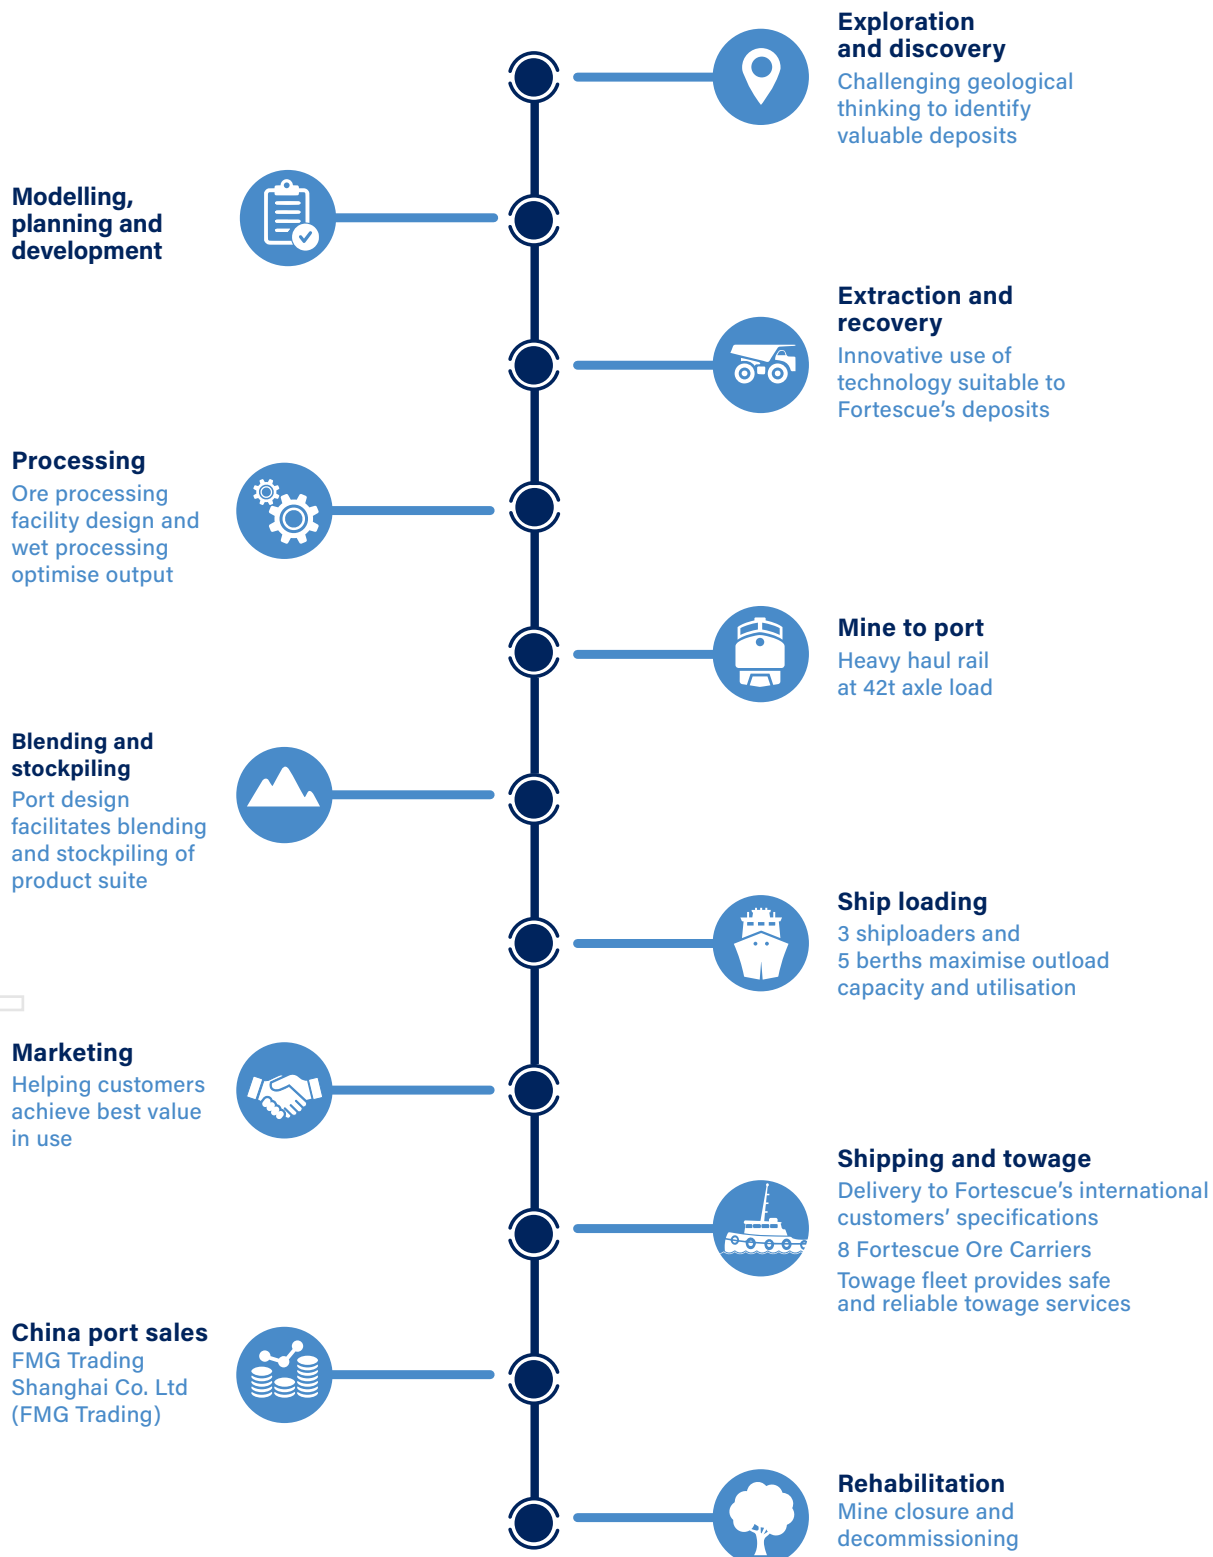 Exploration
and discovery
Challenging geological
thinking to identify
valuable deposits
Modelling,
planning and
development
Extraction and
recovery
Innovative use of
technology suitable to
Fortescue’s deposits
Processing
Ore processing
facility design and
wet processing
optimise output
Mine to port
Heavy haul rail
at 42t axle load
Blending and
stockpiling
Port design
facilitates blending
and stockpiling of
product suite
Ship loading
3 shiploaders and
5 berths maximise outload
capacity and utilisation
Marketing
Helping customers
achieve best value
in use
Shipping and towage
Delivery to Fortescue’s international
customers’ specifications
8 Fortescue Ore Carriers
Towage fleet provides safe
and reliable towage services
China port sales
FMG Trading
Shanghai Co. Ltd
(FMG Trading)
Rehabilitation
Mine closure and
decommissioning